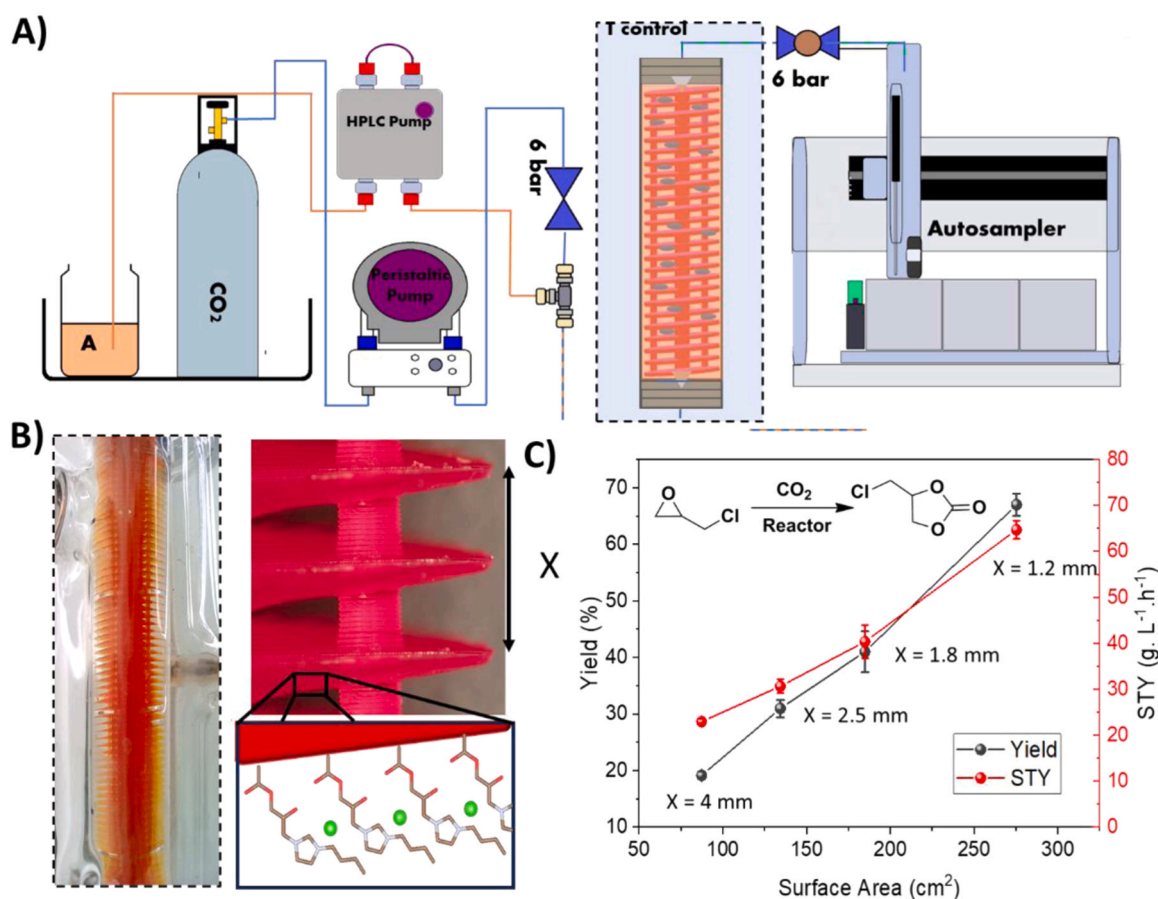 A)
T control
6 bar
HPLC Pump
6 bar
Autosampler
Peristaltic
Pump
CO₂
A
B)
X
C)
80
70
60
50
40
30
20
10
0
70
60
50
40
30
20
10
Yield (%)
STY (g. L⁻¹.h⁻¹)
O
Cl
CO₂
Reactor
Cl
O
O
O
X = 1.2 mm
X = 1.8 mm
X = 2.5 mm
X = 4 mm
Yield
STY
50 100 150 200 250 300
Surface Area (cm²)